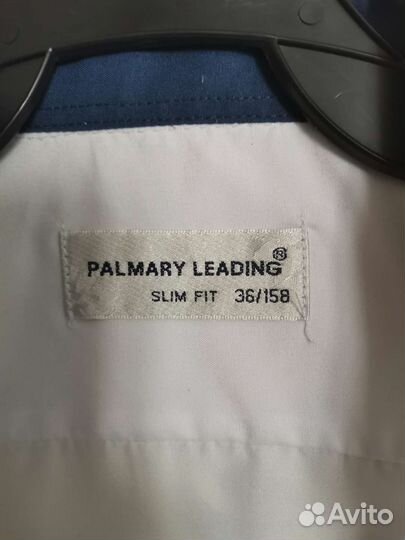 PALMARY LEADING®
SLIM FIT 36/158
Avito